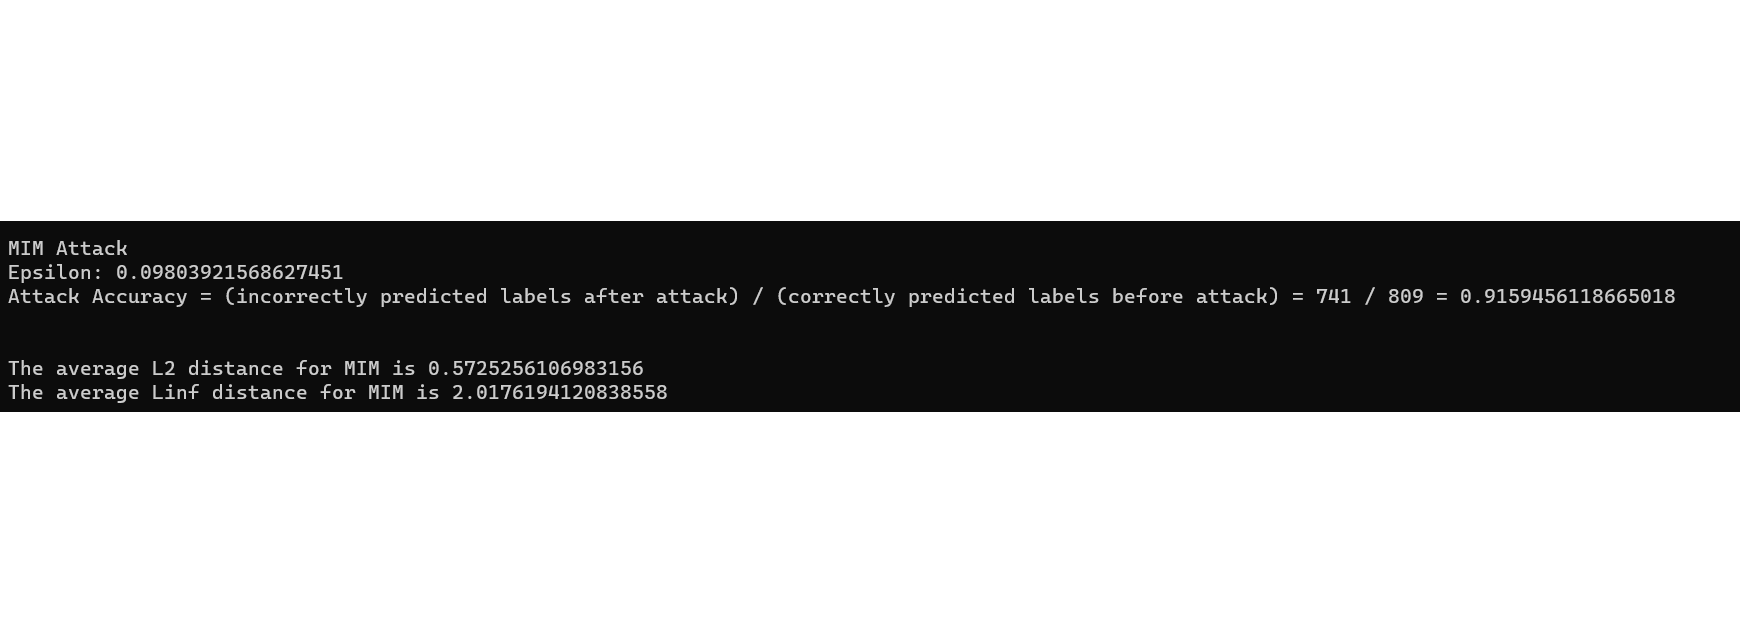 MIM Attack
Epsilon: 0.09803921568627451
Attack Accuracy = (incorrectly predicted labels after attack) / (correctly predicted labels before attack) = 741 / 809 = 0.9159456118665018
The average L2 distance for MIM is 0.5725256106983156
The average Linf distance for MIM is 2.0176194120838558